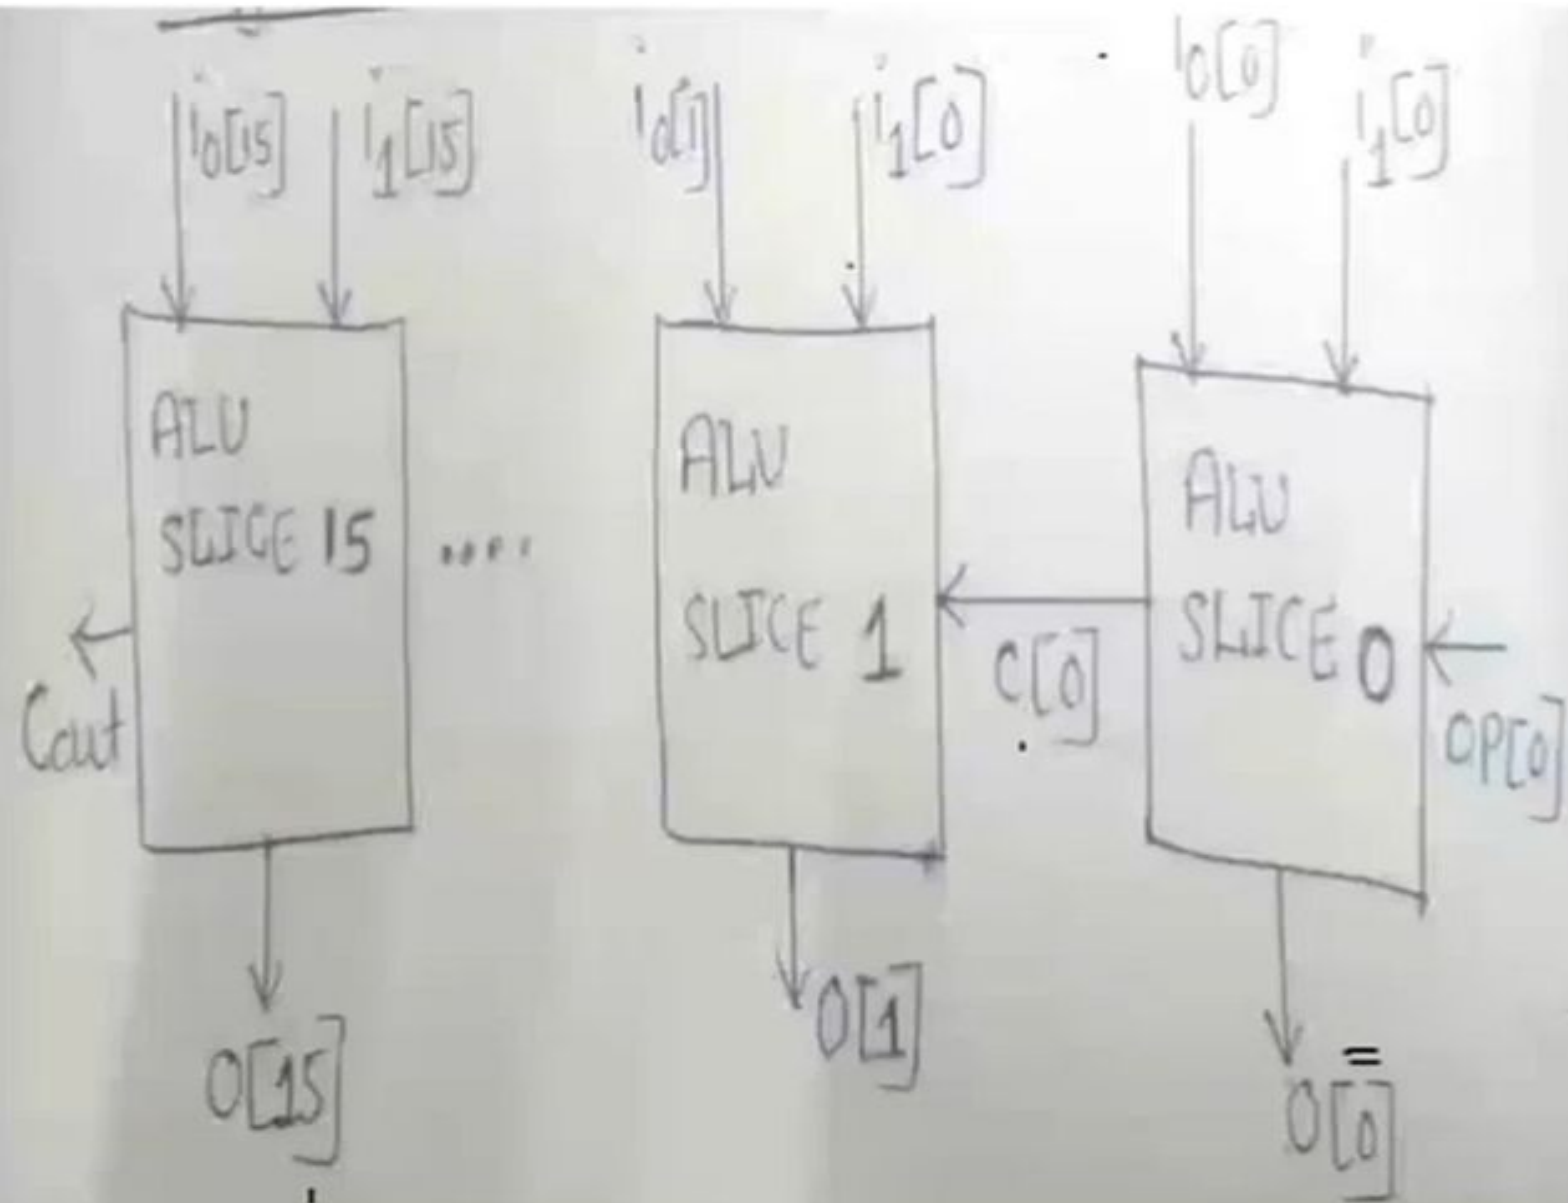 i0[15]
i1[15]
i0[1]
i1[0]
i0[0]
i1[0]
ALU
SLICE 15
....
ALU
SLICE 1
ALU
SLICE 0
Cout
C[0]
OP[0]
O[15]
O[1]
=
O[0]